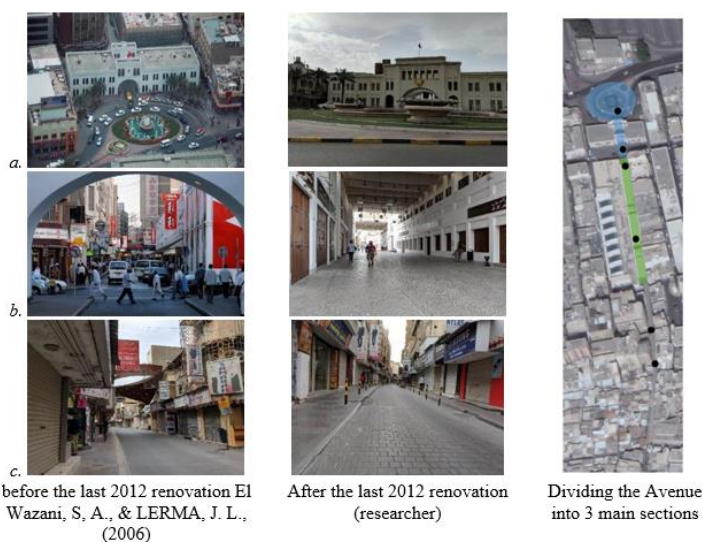 a.
b.
c.
before the last 2012 renovation El
Wazani, S, A., & LERMA, J. L.,
(2006)
After the last 2012 renovation
(researcher)
Dividing the Avenue
into 3 main sections